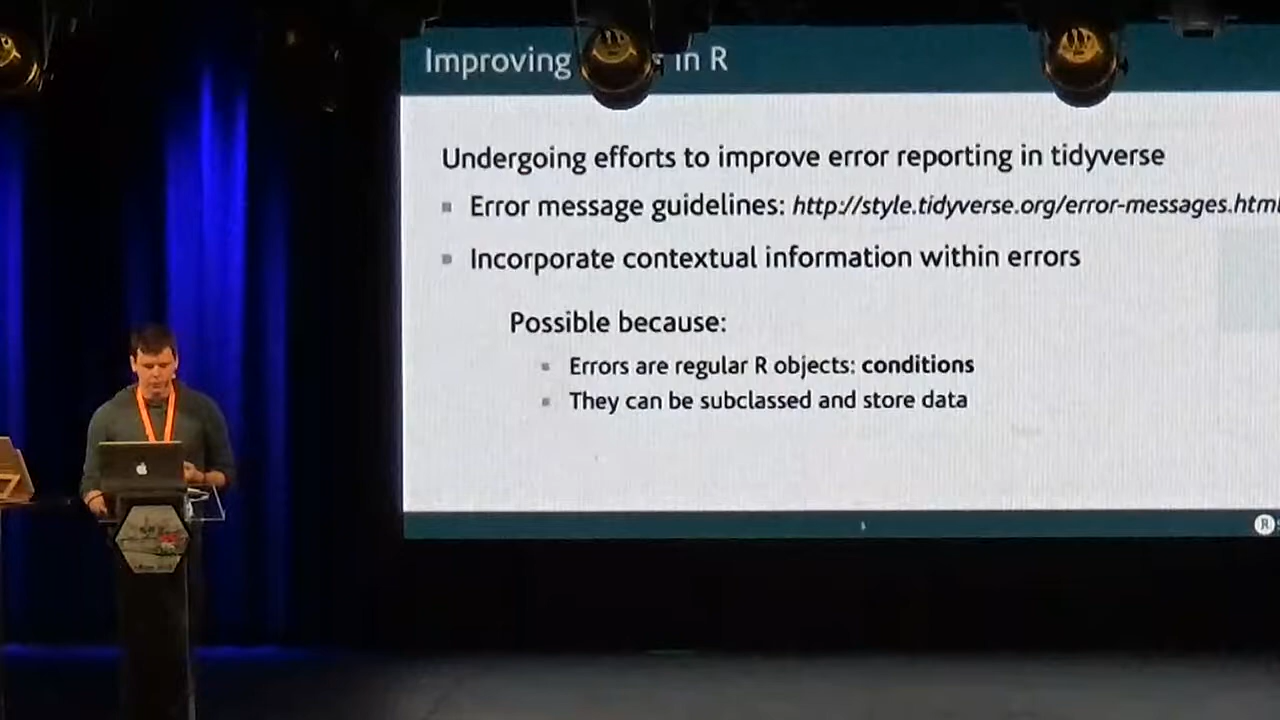 Improving in R
Undergoing efforts to improve error reporting in tidyverse
Error message guidelines: http://style.tidyverse.org/error-messages.html
Incorporate contextual information within errors
Possible because:
Errors are regular R objects: conditions
They can be subclassed and store data
R